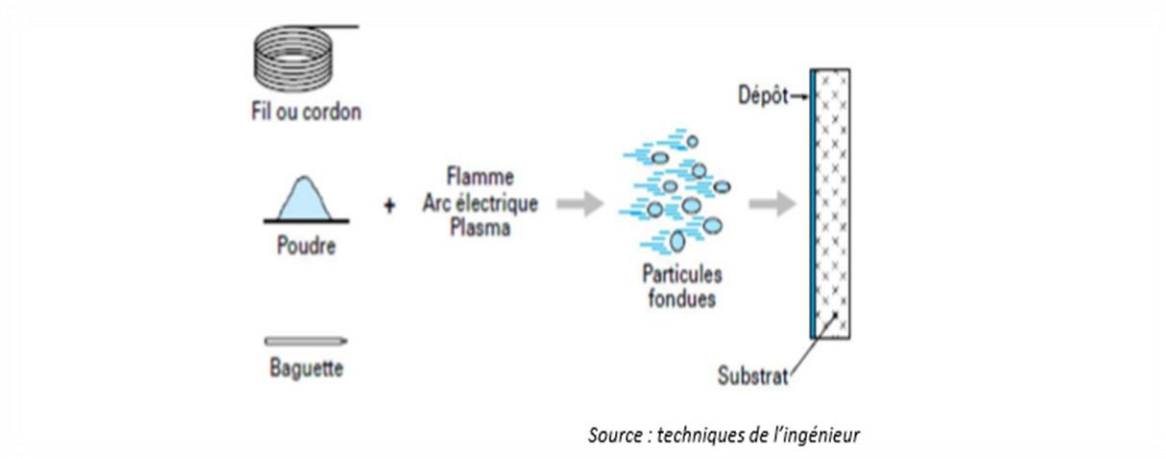 Fil ou cordon
Poudre
Baguette
+
Flamme
Arc électrique
Plasma
Particules
fondues
Dépôt
Substrat
Source : techniques de l'ingénieur